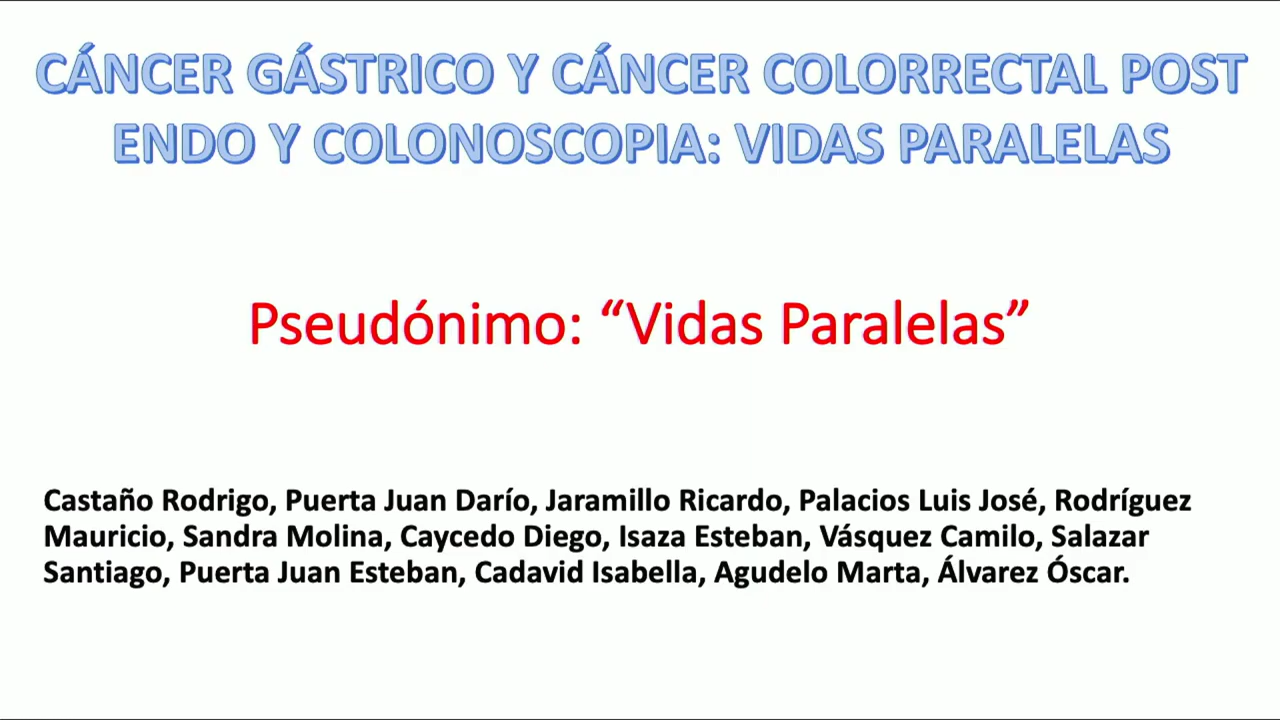 CÁNCER GÁSTRICO Y CÁNCER COLORRECTAL POST
ENDO Y COLONOSCOPIA: VIDAS PARALELAS
Pseudónimo: “Vidas Paralelas”
Castaño Rodrigo, Puerta Juan Darío, Jaramillo Ricardo, Palacios Luis José, Rodríguez
Mauricio, Sandra Molina, Caycedo Diego, Isaza Esteban, Vásquez Camilo, Salazar
Santiago, Puerta Juan Esteban, Cadavid Isabella, Agudelo Marta, Álvarez Óscar.